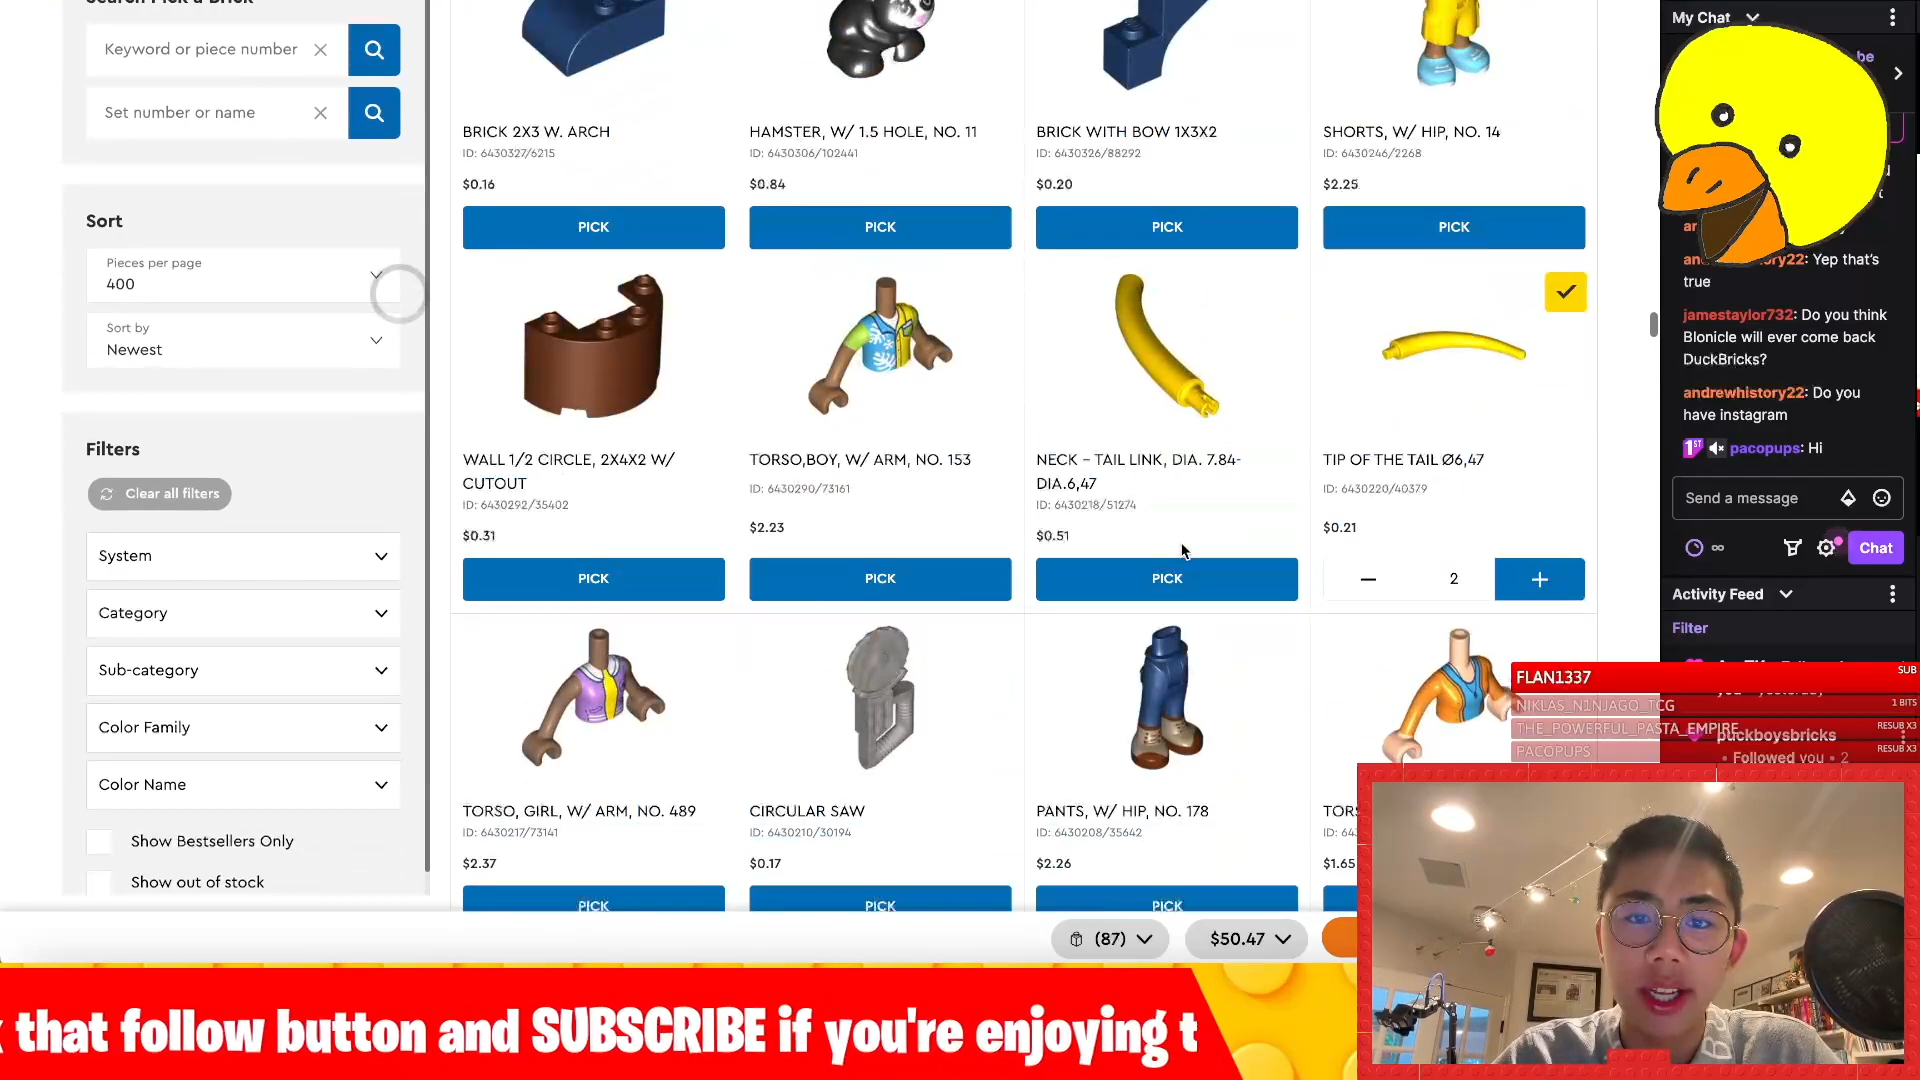 Keyword or piece number
Set number or name
Sort
Pieces per page
400
Sort by
Newest
Filters
Clear all filters
System
Category
Sub-category
Color Family
Color Name
Show Bestsellers Only
Show out of stock
BRICK 2X3 W. ARCH
ID: 6430327/6215
$0.16
PICK
HAMSTER, W/ 1.5 HOLE, NO. 11
ID: 6430306/102441
$0.84
PICK
BRICK WITH BOW 1X3X2
ID: 6430326/88292
$0.20
PICK
SHORTS, W/ HIP, NO. 14
ID: 6430246/2268
$2.25
PICK
WALL 1/2 CIRCLE, 2X4X2 W/
CUTOUT
ID: 6430292/35402
$0.31
PICK
TORSO,BOY, W/ ARM, NO. 153
ID: 6430290/73161
$2.23
PICK
NECK – TAIL LINK, DIA. 7.84-
DIA.6,47
ID: 6430218/51274
$0.51
PICK
TIP OF THE TAIL Ø6,47
ID: 6430220/40379
$0.21
2
TORSO, GIRL, W/ ARM, NO. 489
ID: 6430217/73141
$2.37
PICK
CIRCULAR SAW
ID: 6430210/30194
$0.17
PICK
PANTS, W/ HIP, NO. 178
ID: 6430208/35642
$2.26
PICK
$1.65
(87)
$50.47
that follow button and SUBSCRIBE if you're enjoying t
My Chat
be
Yep that's
true
jamestaylor732: Do you think
Blonicle will ever come back
DuckBricks?
andrewhistory22: Do you
have instagram
1ST pacopups: Hi
Send a message
Chat
Activity Feed
Filter
FLAN1337 SUB
NIKLAS_N1NJAGO_TCG 1 BITS
THE_POWERFUL_PASTA_EMPIRE RESUB X3
puckboysbricks
PACOPUPS RESUB X3
Followed you • 2